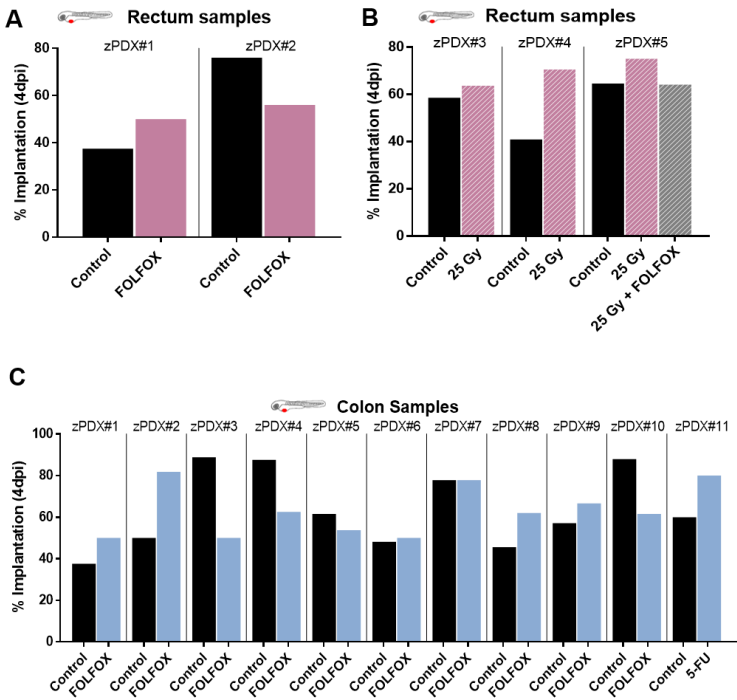 A
Rectum samples
zPDX#1 zPDX#2
% Implantation (4dpi)
80
60
40
20
0
Control FOLFOX Control FOLFOX
B
Rectum samples
zPDX#3 zPDX#4 zPDX#5
% Implantation (4dpi)
80
60
40
20
0
Control 25 Gy Control 25 Gy Control 25 Gy 25 Gy + FOLFOX
C
Colon Samples
zPDX#1 zPDX#2 zPDX#3 zPDX#4 zPDX#5 zPDX#6 zPDX#7 zPDX#8 zPDX#9 zPDX#10 zPDX#11
% Implantation (4dpi)
100
80
60
40
20
0
Control FOLFOX Control FOLFOX Control FOLFOX Control FOLFOX Control FOLFOX Control FOLFOX Control FOLFOX Control FOLFOX Control FOLFOX Control FOLFOX Control 5-FU